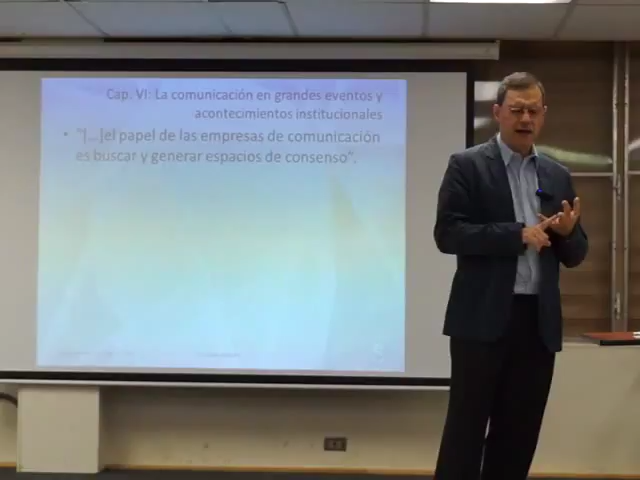 Cap. VI: La comunicación en grandes eventos y
acontecimientos institucionales
• "[...]el papel de las empresas de comunicación
es buscar y generar espacios de consenso".